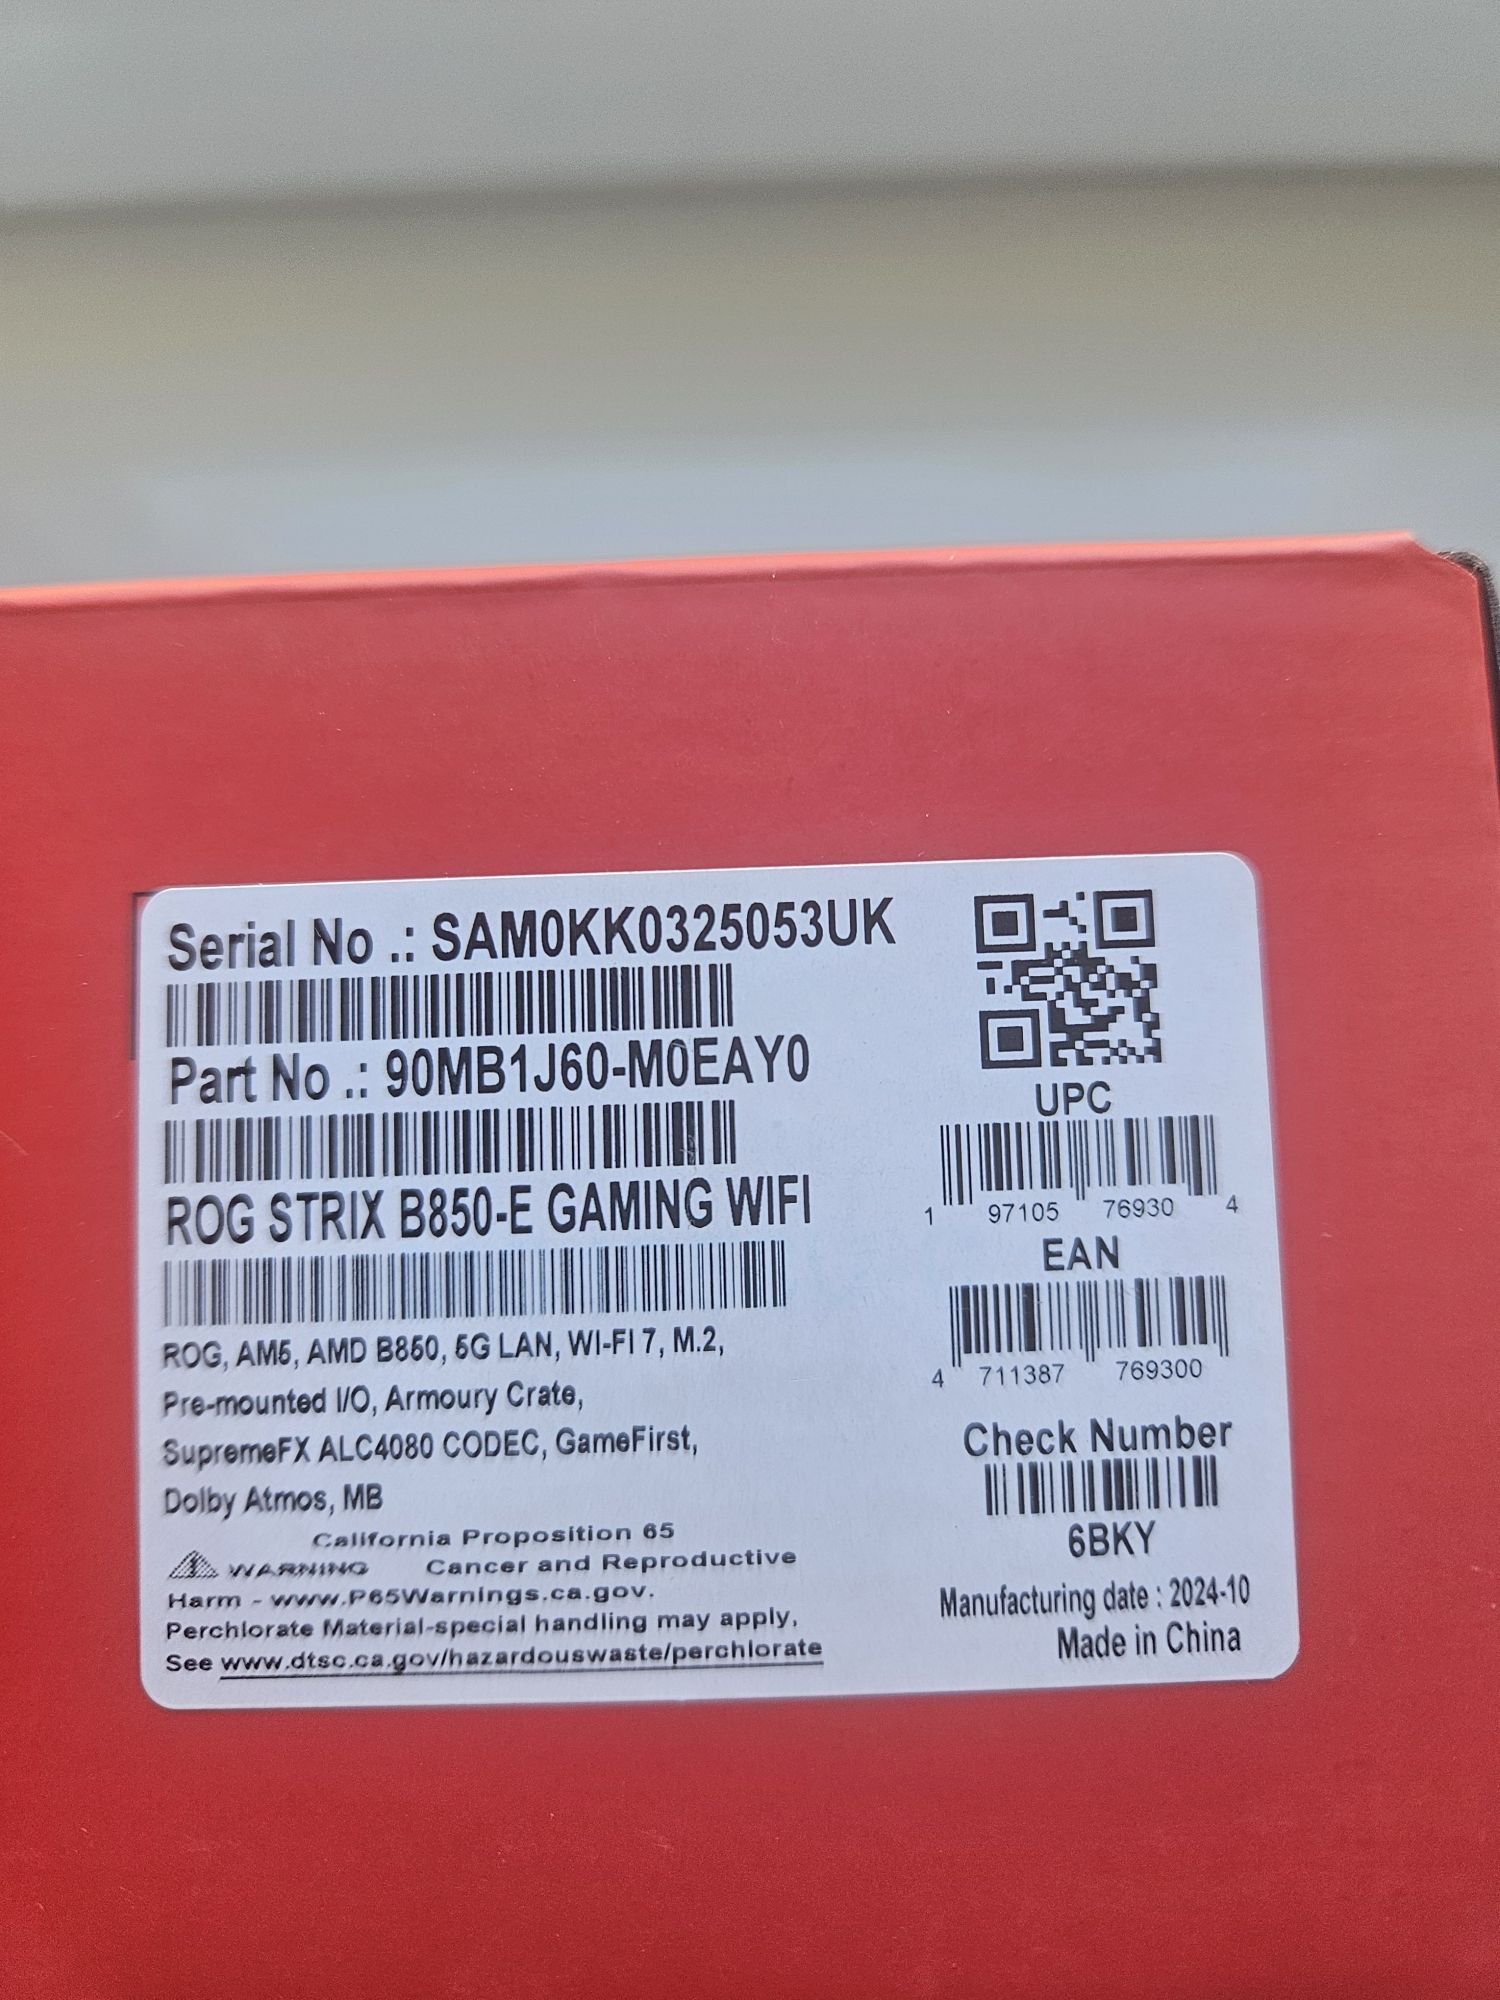 Serial No .: SAM0KK0325053UK
Part No .: 90MB1J60-M0EAY0
ROG STRIX B850-E GAMING WIFI
ROG, AM5, AMD B850, 5G LAN, WI-FI 7, M.2,
Pre-mounted I/O, Armoury Crate,
SupremeFX ALC4080 CODEC, GameFirst,
Dolby Atmos, MB
California Proposition 65
WARNING Cancer and Reproductive
Harm - www.P65Warnings.ca.gov.
Perchlorate Material-special handling may apply,
See www.dtsc.ca.gov/hazardouswaste/perchlorate
UPC
1 97105 76930 4
EAN
4 711387 769300
Check Number
6BKY
Manufacturing date : 2024-10
Made in China